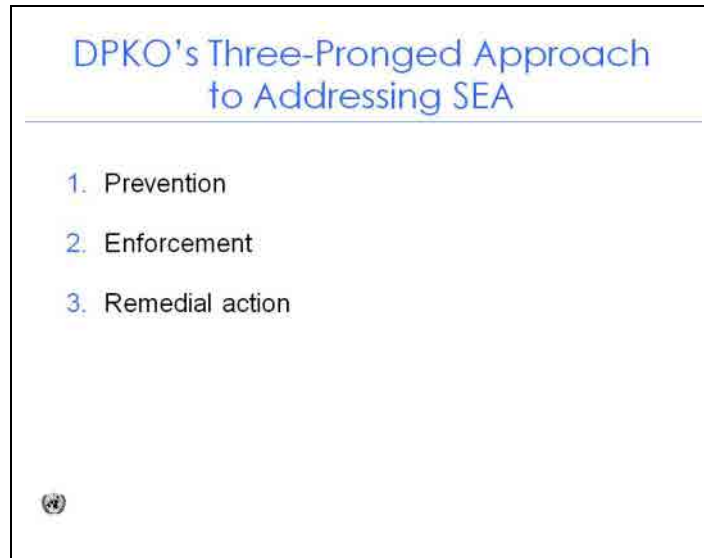 DPKO’s Three-Pronged Approach
to Addressing SEA
1. Prevention
2. Enforcement
3. Remedial action